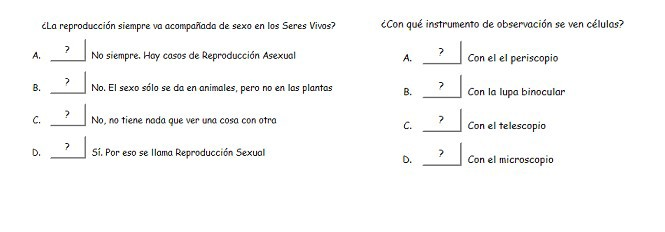 ¿La reproducción siempre va acompañada de sexo en los Seres Vivos?
A. ? No siempre. Hay casos de Reproducción Asexual
B. ? No. El sexo sólo se da en animales, pero no en las plantas
C. ? No, no tiene nada que ver una cosa con otra
D. ? Sí. Por eso se llama Reproducción Sexual
¿Con qué instrumento de observación se ven células?
A. ? Con el el periscopio
B. ? Con la lupa binocular
C. ? Con el telescopio
D. ? Con el microscopio